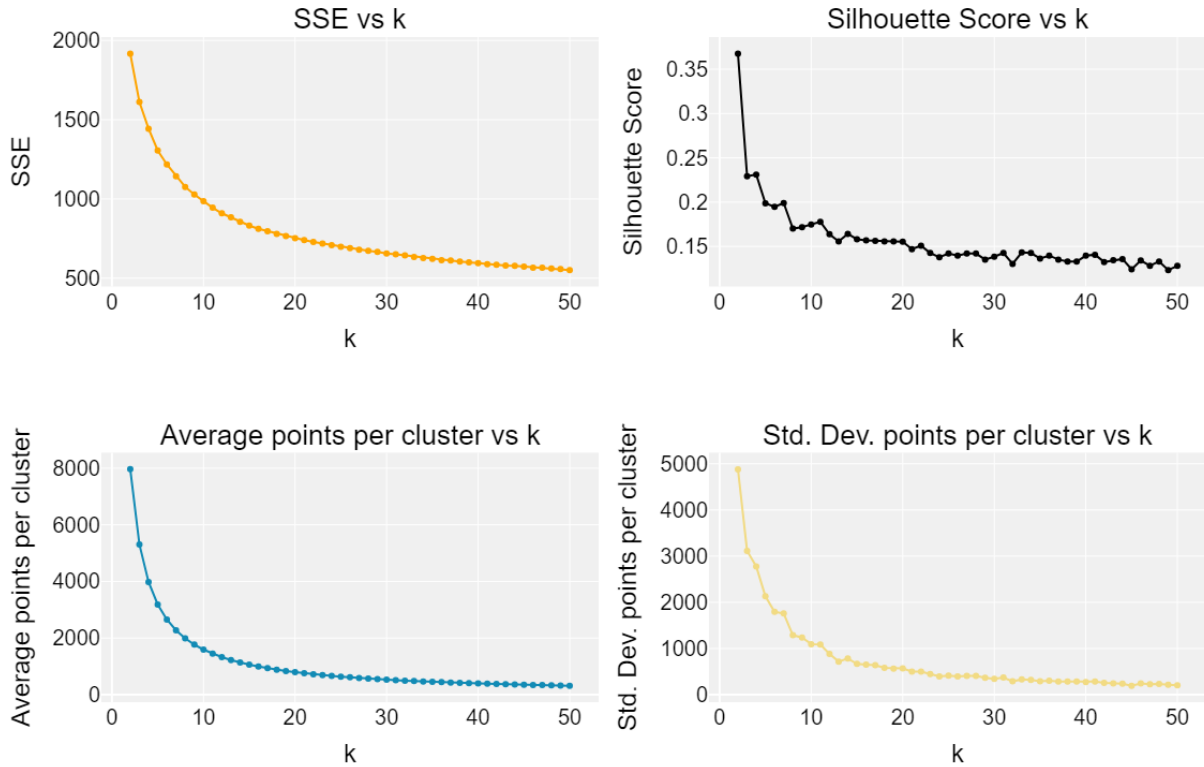 SSE vs k
SSE
2000
1500
1000
500
0 10 20 30 40 50
k
Silhouette Score vs k
Silhouette Score
0.35
0.3
0.25
0.2
0.15
0 10 20 30 40 50
k
Average points per cluster vs k
Average points per cluster
8000
6000
4000
2000
0
0 10 20 30 40 50
k
Std. Dev. points per cluster vs k
Std. Dev. points per cluster
5000
4000
3000
2000
1000
0
0 10 20 30 40 50
k